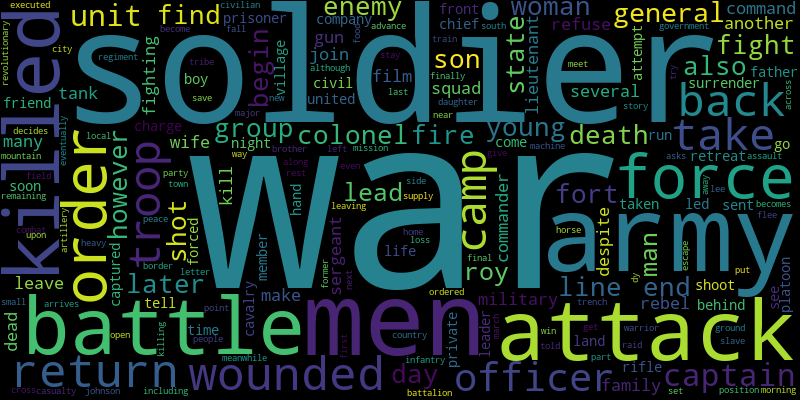 executed
unit find
enemy
woman
general
command
civilian
prisoner
company
front
chief
refuse
another
revolutionary
advance
become
fall
food
train
south
government
city
killed
soldier
regiment
fighting
begin
village
gun
join
son
state
lieutenant
attempt
fight
tribe
although
stay
friend
tank
boy
film
squad
several
also
father
save
civil
finally
meet
surrender
new
united
last
try
back
across
major
daughter
story
near
many
order
however
local
charge
group
colonel
fire
young
death
run
take
go
decides
eventually
troop
wife
night
brother
mission
come
machine
asks
retreat
assault
mountain
way
left
even
give
war
force
soon
field
party
shot
kill
along
rest
hand
lead
camp
commander
fort
taken
led
sent
away
lee
becomes
remaining
combat
town
forced
side
supply
man
flee
upon
artillery
captured
peace
leaving
member
home
life
loss
final
roy
horse
despite
army
escape
leave
heavy
border
later
letter
former
next
sergeant
ordered
line
end
dy
shoot
put
small
arrives
tell
cavalry
make
military
trench
rebel
behind
see
platoon
dead
battle
men
point
time
people
first
country
private
leader
march
win
told
get
land
raid
warrior
attack
ground
slave
open
killing
meanwhile
infantry
part
return
wounded
day
officer
rifle
family
captain
cross
casualty
johnson
including
battalion
set
position
morning